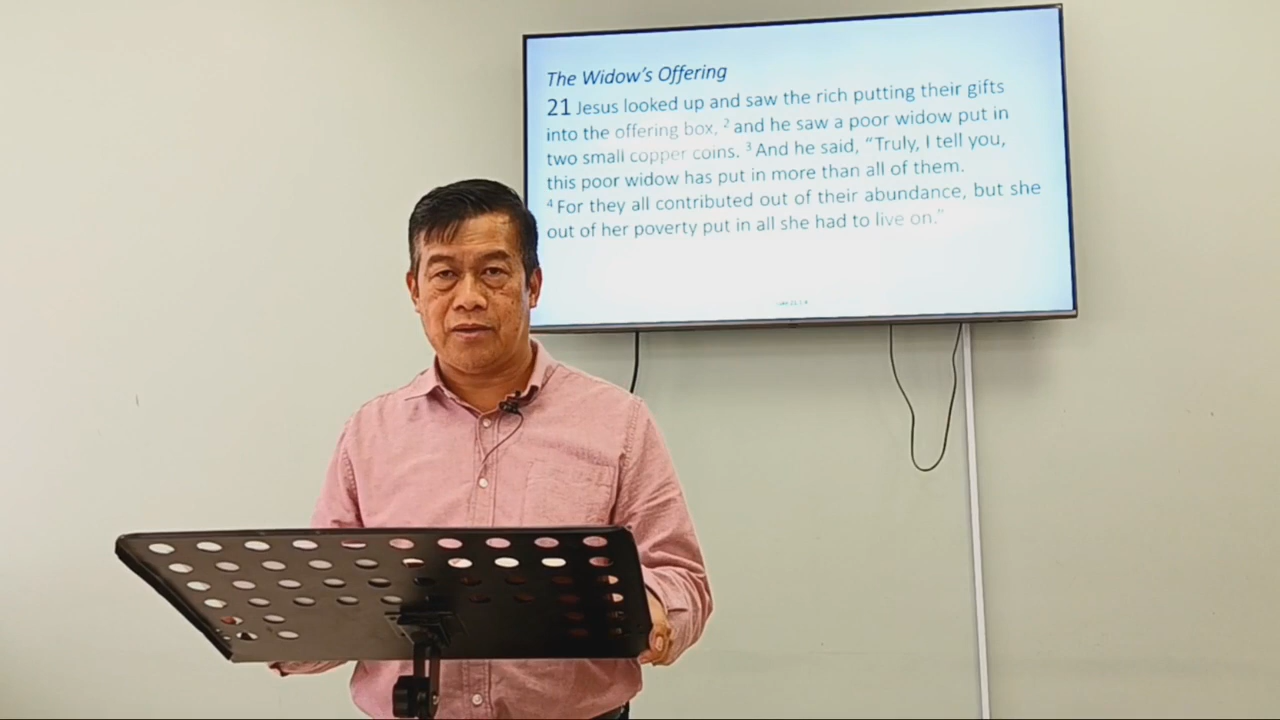 The Widow's Offering
21 Jesus looked up and saw the rich putting their gifts
into the offering box, 2 and he saw a poor widow put in
two small copper coins. 3 And he said, "Truly, I tell you,
this poor widow has put in more than all of them.
4 For they all contributed out of their abundance, but she
out of her poverty put in all she had to live on."